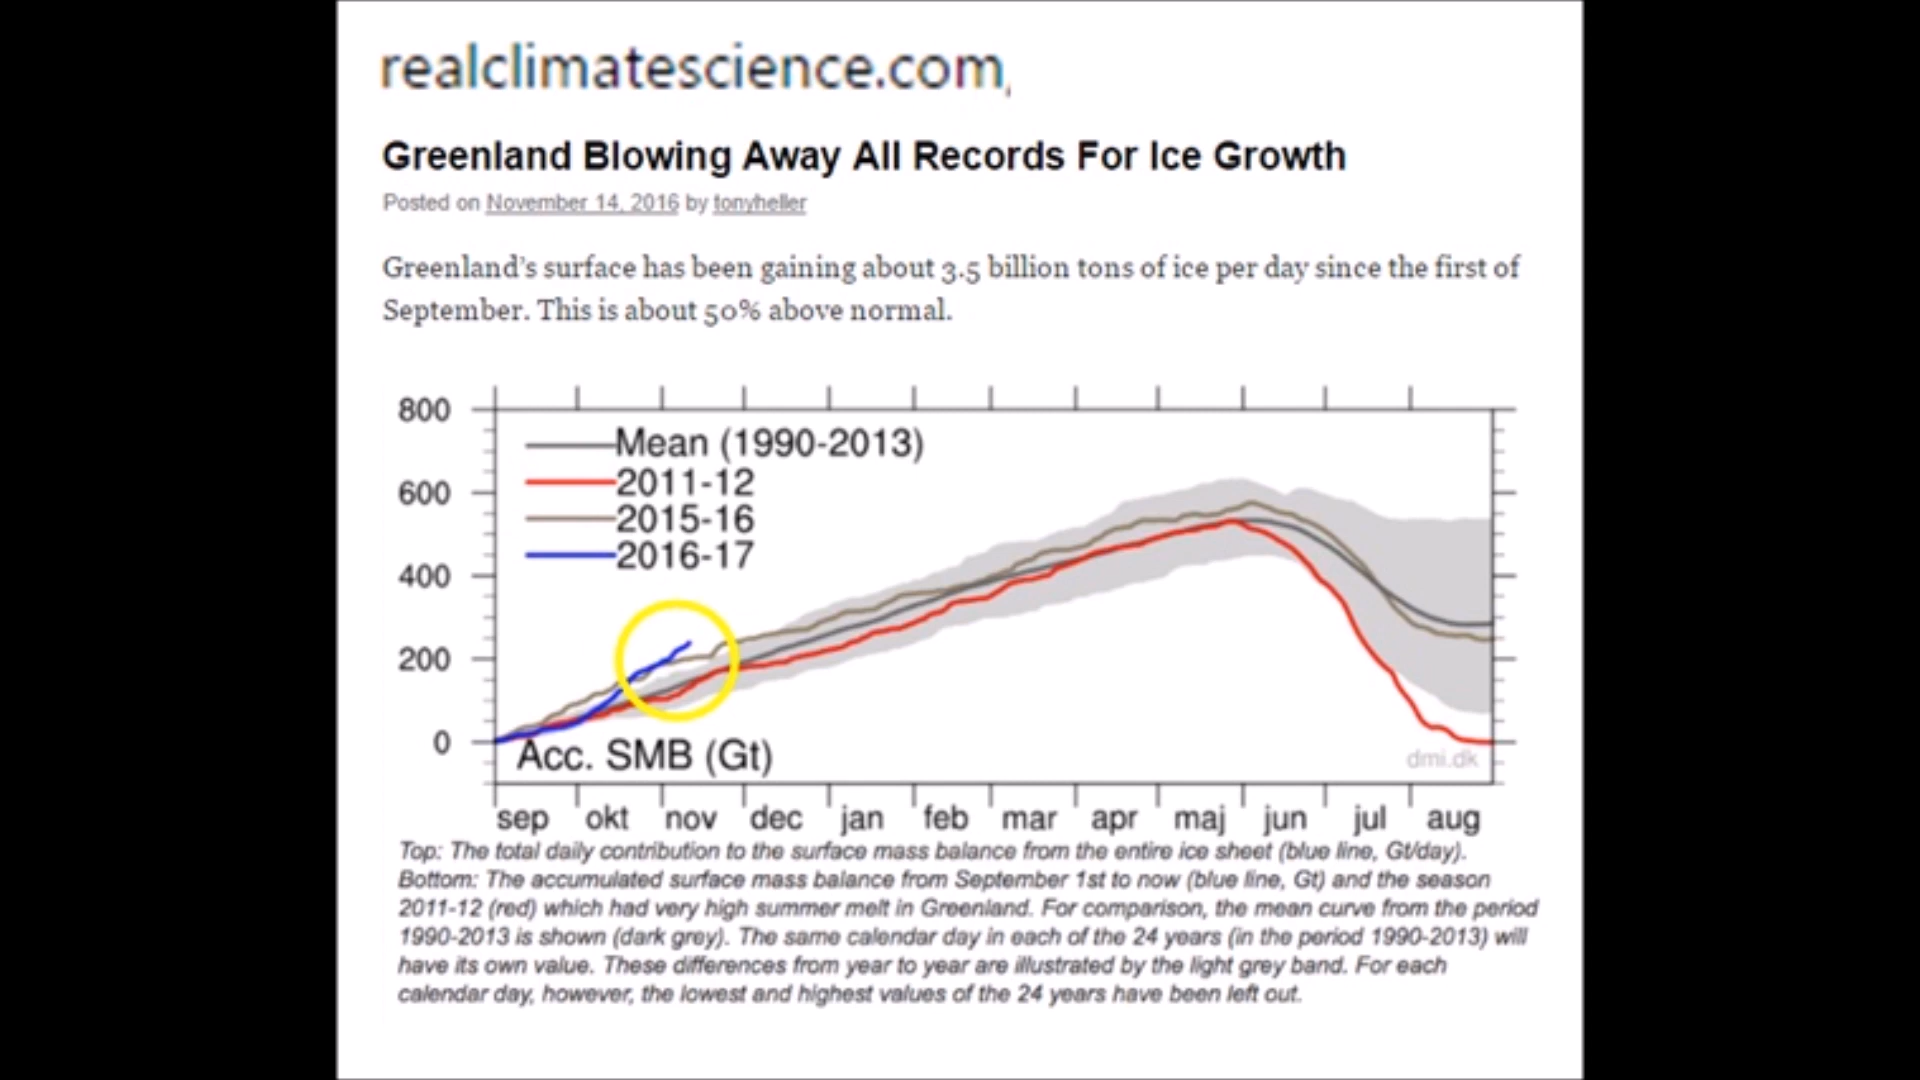 realclimatescience.com,
Greenland Blowing Away All Records For Ice Growth
Posted on November 14, 2016 by tonyheller
Greenland's surface has been gaining about 3.5 billion tons of ice per day since the first of
September. This is about 50% above normal.
800
600
400
200
0
Mean (1990-2013)
2011-12
2015-16
2016-17
Acc. SMB (Gt)
dmi.dk
sep okt nov dec jan feb mar apr maj jun jul aug
Top: The total daily contribution to the surface mass balance from the entire ice sheet (blue line, Gt/day).
Bottom: The accumulated surface mass balance from September 1st to now (blue line, Gt) and the season
2011-12 (red) which had very high summer melt in Greenland. For comparison, the mean curve from the period
1990-2013 is shown (dark grey). The same calendar day in each of the 24 years (in the period 1990-2013) will
have its own value. These differences from year to year are illustrated by the light grey band. For each
calendar day, however, the lowest and highest values of the 24 years have been left out.